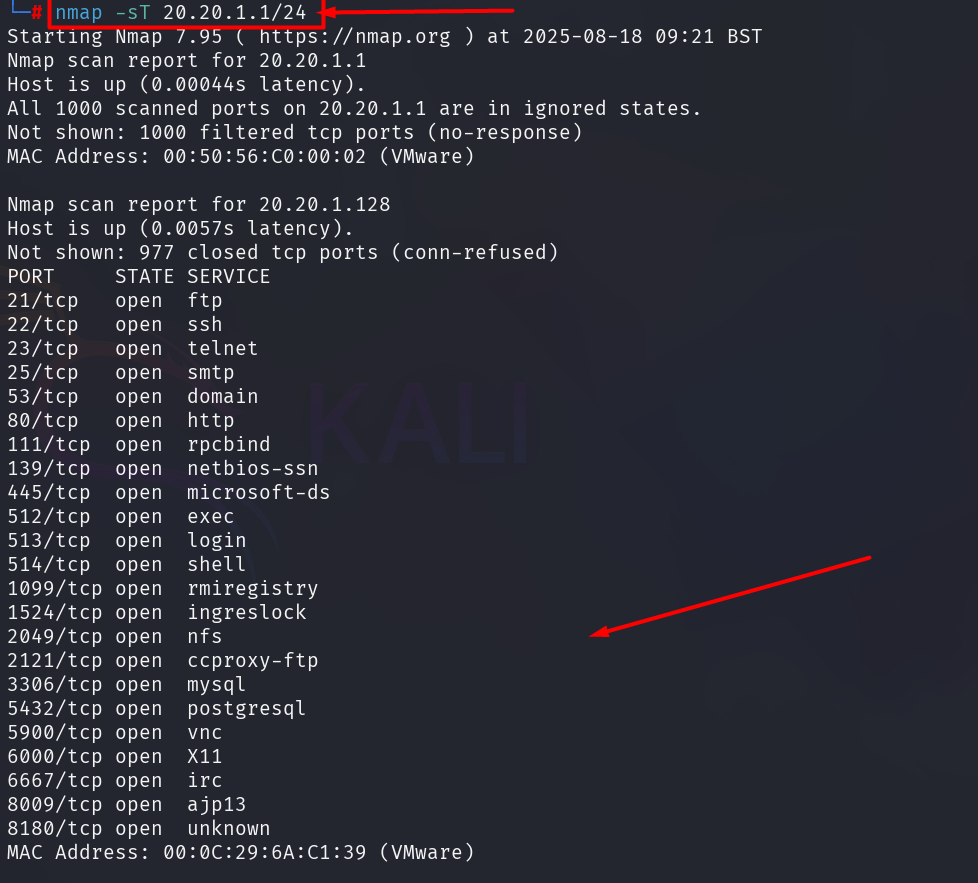 └─# nmap -sT 20.20.1.1/24
Starting Nmap 7.95 ( https://nmap.org ) at 2025-08-18 09:21 BST
Nmap scan report for 20.20.1.1
Host is up (0.00044s latency).
All 1000 scanned ports on 20.20.1.1 are in ignored states.
Not shown: 1000 filtered tcp ports (no-response)
MAC Address: 00:50:56:C0:00:02 (VMware)

Nmap scan report for 20.20.1.128
Host is up (0.0057s latency).
Not shown: 977 closed tcp ports (conn-refused)
PORT     STATE SERVICE
21/tcp   open  ftp
22/tcp   open  ssh
23/tcp   open  telnet
25/tcp   open  smtp
53/tcp   open  domain
80/tcp   open  http
111/tcp  open  rpcbind
139/tcp  open  netbios-ssn
445/tcp  open  microsoft-ds
512/tcp  open  exec
513/tcp  open  login
514/tcp  open  shell
1099/tcp open  rmiregistry
1524/tcp open  ingreslock
2049/tcp open  nfs
2121/tcp open  ccproxy-ftp
3306/tcp open  mysql
5432/tcp open  postgresql
5900/tcp open  vnc
6000/tcp open  X11
6667/tcp open  irc
8009/tcp open  ajp13
8180/tcp open  unknown
MAC Address: 00:0C:29:6A:C1:39 (VMware)
KALI